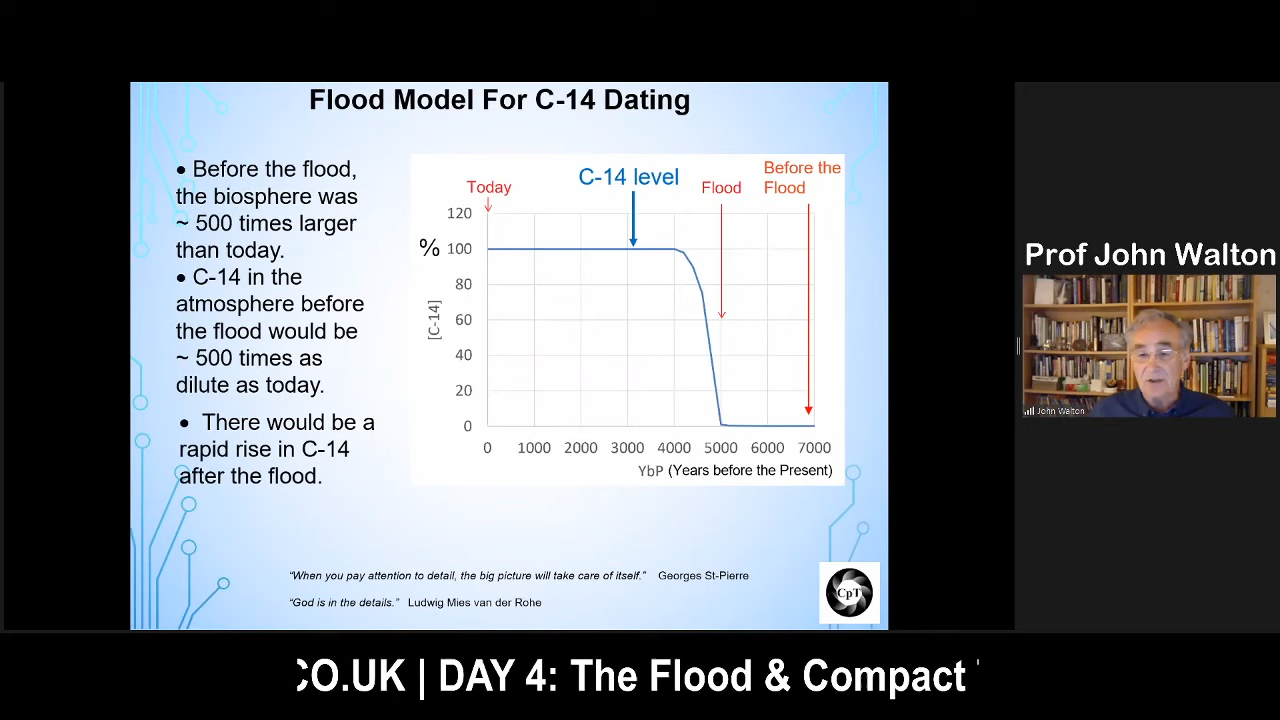 Flood Model For C-14 Dating
• Before the flood,
the biosphere was
~ 500 times larger
than today.
• C-14 in the
atmosphere before
the flood would be
~ 500 times as
dilute as today.
• There would be a
rapid rise in C-14
after the flood.
Today
C-14 level
Flood
Before the
Flood
%
[C-14]
120
100
80
60
40
20
0
0 1000 2000 3000 4000 5000 6000 7000
YbP (Years before the Present)
"When you pay attention to detail, the big picture will take care of itself." Georges St-Pierre
"God is in the details." Ludwig Mies van der Rohe
CpT
Prof John Walton
John Walton
CO.UK | DAY 4: The Flood & Compact